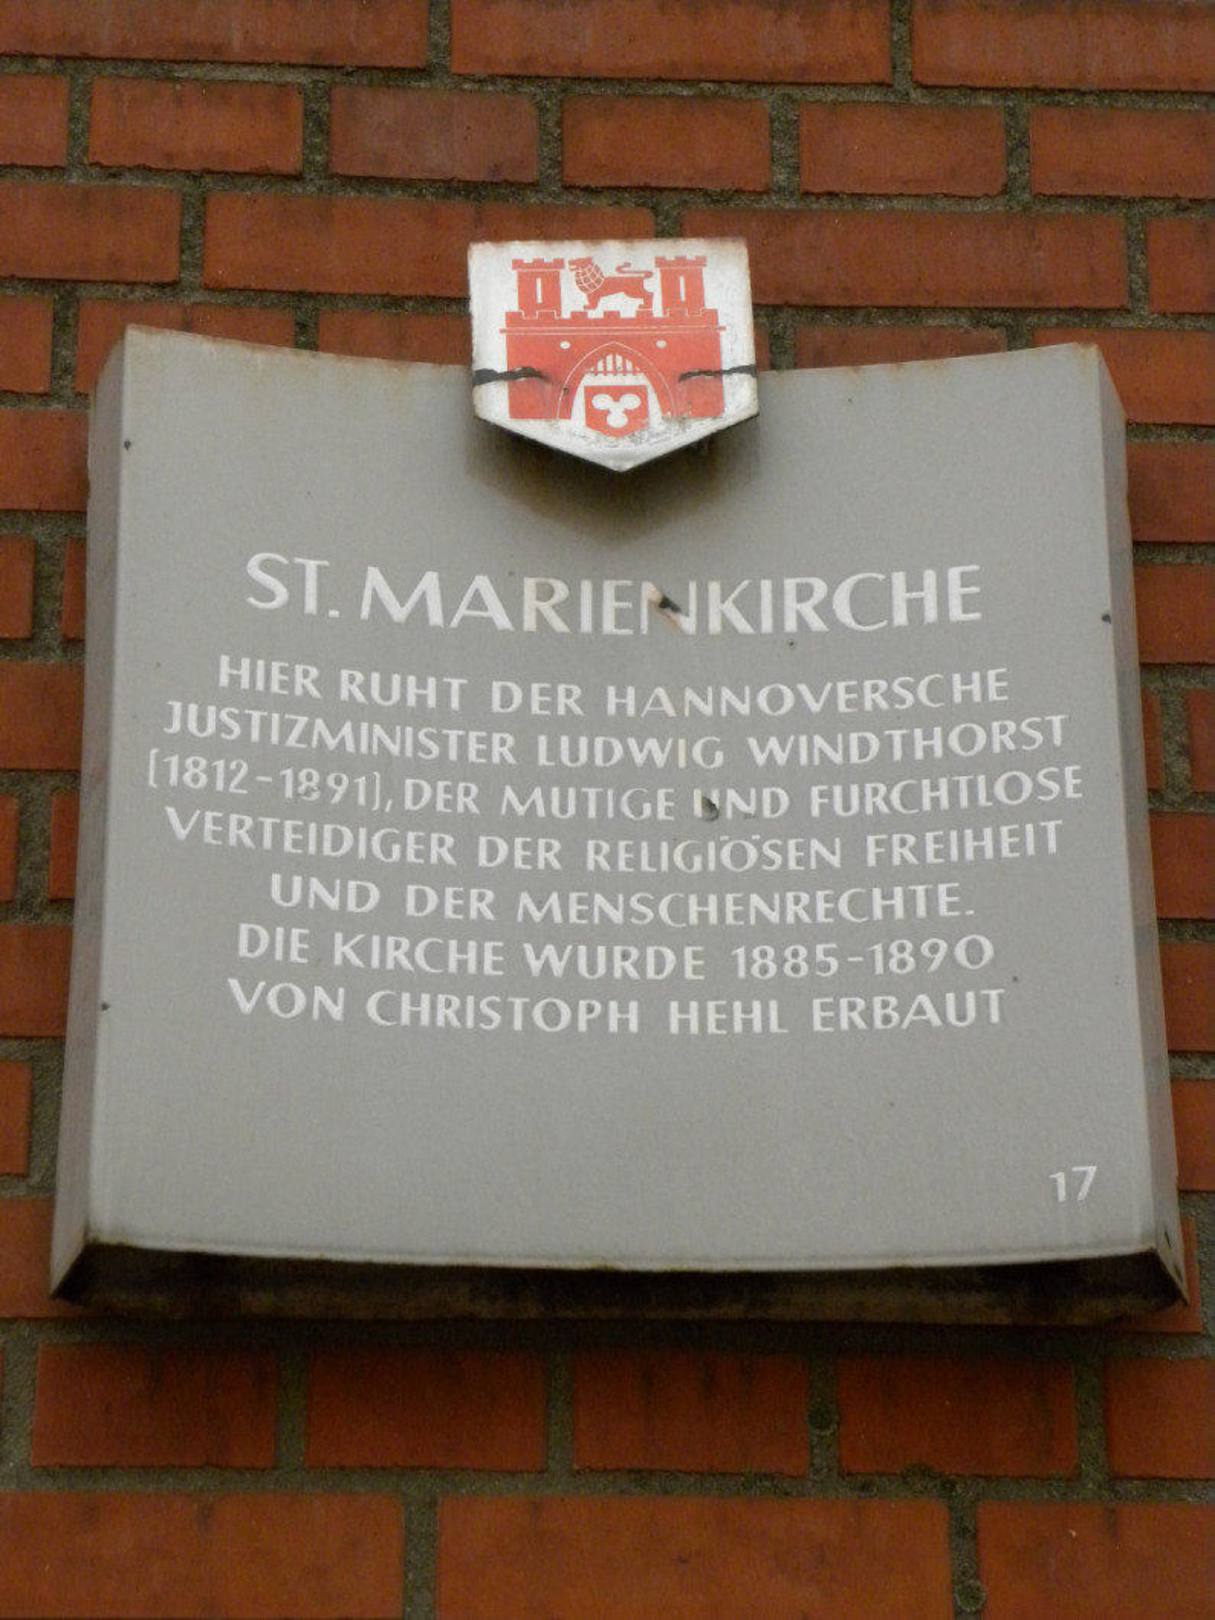 ST. MARIENKIRCHE
HIER RUHT DER HANNOVERSCHE
JUSTIZMINISTER LUDWIG WINDTHORST
(1812-1891), DER MUTIGE UND FURCHTLOSE
VERTEIDIGER DER RELIGIÖSEN FREIHEIT
UND DER MENSCHENRECHTE.
DIE KIRCHE WURDE 1885-1890
VON CHRISTOPH HEHL ERBAUT
17